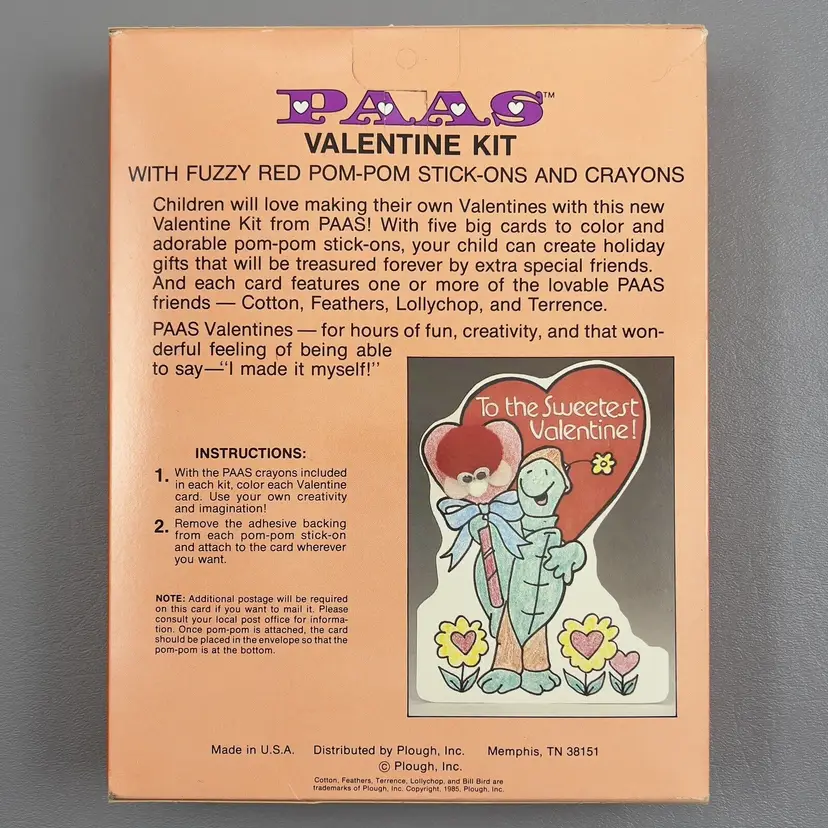 PAAS™
VALENTINE KIT
WITH FUZZY RED POM-POM STICK-ONS AND CRAYONS
Children will love making their own Valentines with this new
Valentine Kit from PAAS! With five big cards to color and
adorable pom-pom stick-ons, your child can create holiday
gifts that will be treasured forever by extra special friends.
And each card features one or more of the lovable PAAS
friends — Cotton, Feathers, Lollychop, and Terrence.
PAAS Valentines — for hours of fun, creativity, and that won-
derful feeling of being able
to say—“I made it myself!”
To the Sweetest
Valentine!
INSTRUCTIONS:
1. With the PAAS crayons included
in each kit, color each Valentine
card. Use your own creativity
and imagination!
2. Remove the adhesive backing
from each pom-pom stick-on
and attach to the card wherever
you want.
NOTE: Additional postage will be required
on this card if you want to mail it. Please
consult your local post office for informa-
tion. Once pom-pom is attached, the card
should be placed in the envelope so that the
pom-pom is at the bottom.
Made in U.S.A. Distributed by Plough, Inc. Memphis, TN 38151
© Plough, Inc.
Cotton, Feathers, Terrence, Lollychop, and Bill Bird are
trademarks of Plough, Inc. Copyright, 1985, Plough, Inc.